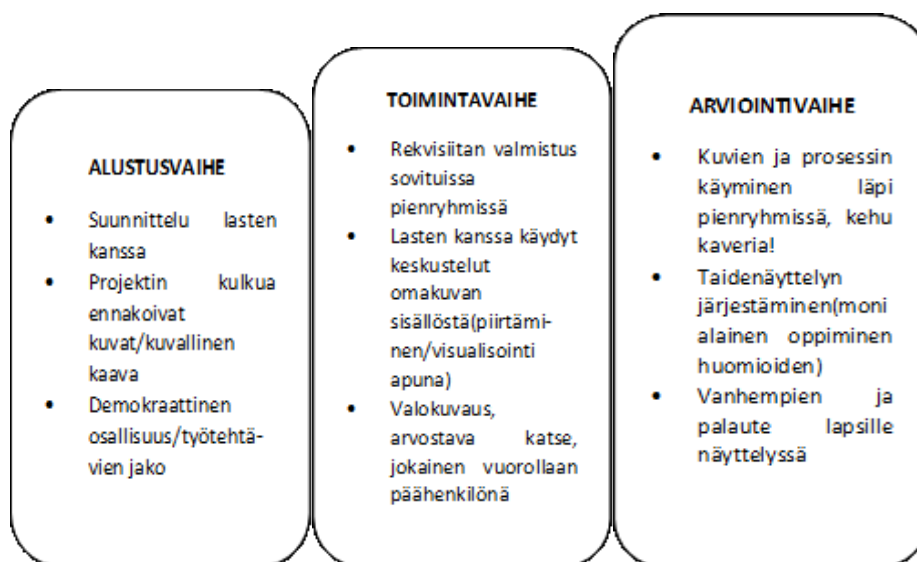 ALUSTUSVAIHE
• Suunnittelu lasten
kanssa
• Projektin kulkua
ennakoivat
kuvat/kuvallinen
kaava
• Demokraattinen
osallisuus/työtehtä-
vien jako
TOIMINTAVAIHE
• Rekvisiitan valmistus
sovituissa
pienryhmissä
• Lasten kanssa käydyt
keskustelut
omakuvan
sisällöstä(piirtämi-
nen/visualisointi
apuna)
• Valokuvaus,
arvostava katse,
jokainen vuorollaan
päähenkilönä
ARVIOINTIVAIHE
• Kuvien ja prosessin
käyminen läpi
pienryhmissä, kehu
kaveria!
• Taidenäyttelyn
järjestäminen(moni
alainen oppiminen
huomioiden)
• Vanhempien ja
palaute lapsille
näyttelyssä